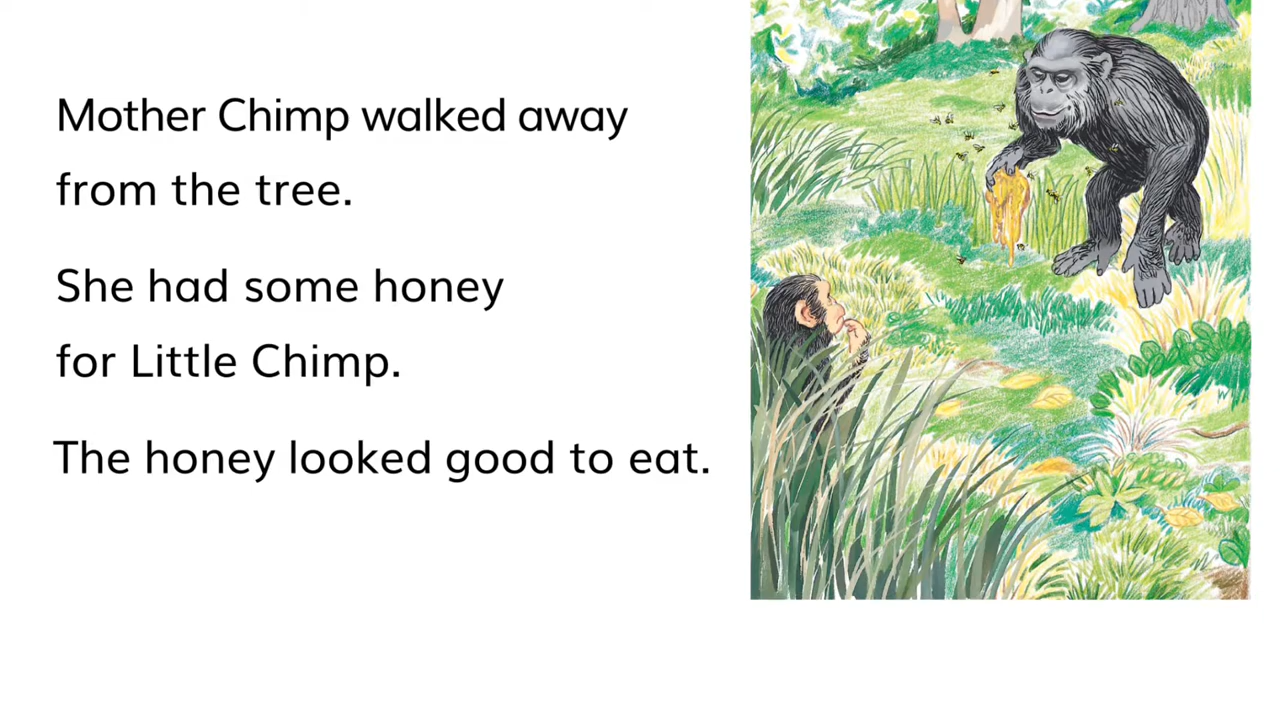 Mother Chimp walked away
from the tree.
She had some honey
for Little Chimp.
The honey looked good to eat.